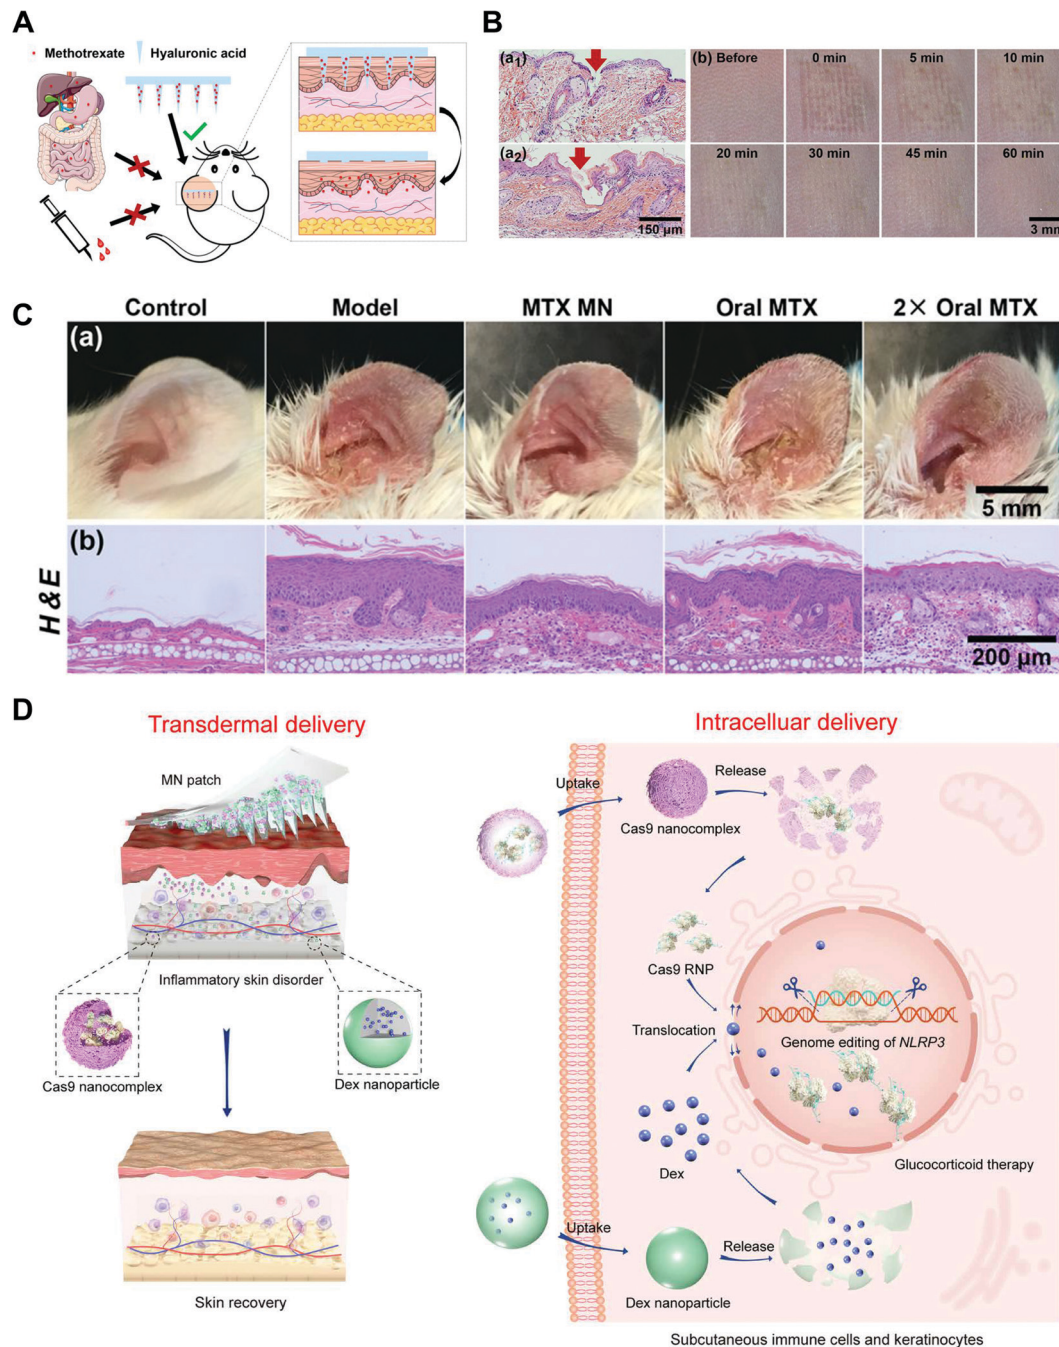 A
Methotrexate
Hyaluronic acid
B
(a₁)
(a₂)
150 µm
(b) Before
0 min
5 min
10 min
20 min
30 min
45 min
60 min
3 mm
C
Control
Model
MTX MN
Oral MTX
2× Oral MTX
(a)
5 mm
H&E
(b)
200 µm
D
Transdermal delivery
MN patch
Inflammatory skin disorder
Cas9 nanocomplex
Dex nanoparticle
Skin recovery
Intracelluar delivery
Uptake
Cas9 nanocomplex
Release
Cas9 RNP
Translocation
Genome editing of NLRP3
Dex
Glucocorticoid therapy
Uptake
Dex nanoparticle
Release
Subcutaneous immune cells and keratinocytes